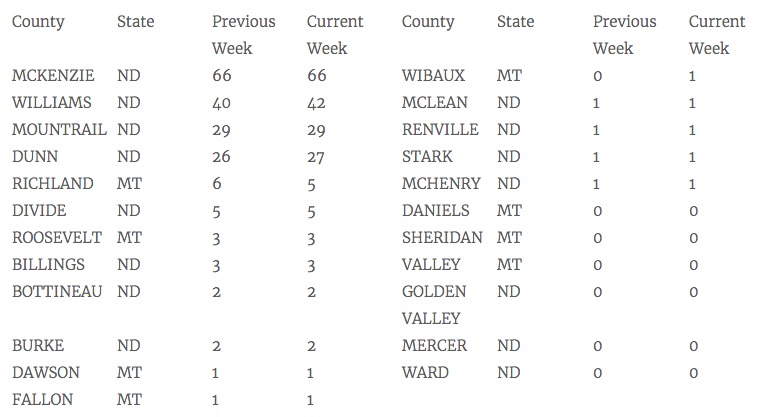 County State Previous Current County State Previous Current
Week Week Week Week
MCKENZIE ND 66 66 WIBAUX MT 0 1
WILLIAMS ND 40 42 MCLEAN ND 1 1
MOUNTRAIL ND 29 29 RENVILLE ND 1 1
DUNN ND 26 27 STARK ND 1 1
RICHLAND MT 6 5 MCHENRY ND 1 1
DIVIDE ND 5 5 DANIELS MT 0 0
ROOSEVELT MT 3 3 SHERIDAN MT 0 0
BILLINGS ND 3 3 VALLEY MT 0 0
BOTTINEAU ND 2 2 GOLDEN ND 0 0
VALLEY
BURKE ND 2 2 MERCER ND 0 0
DAWSON MT 1 1 WARD ND 0 0
FALLON MT 1 1